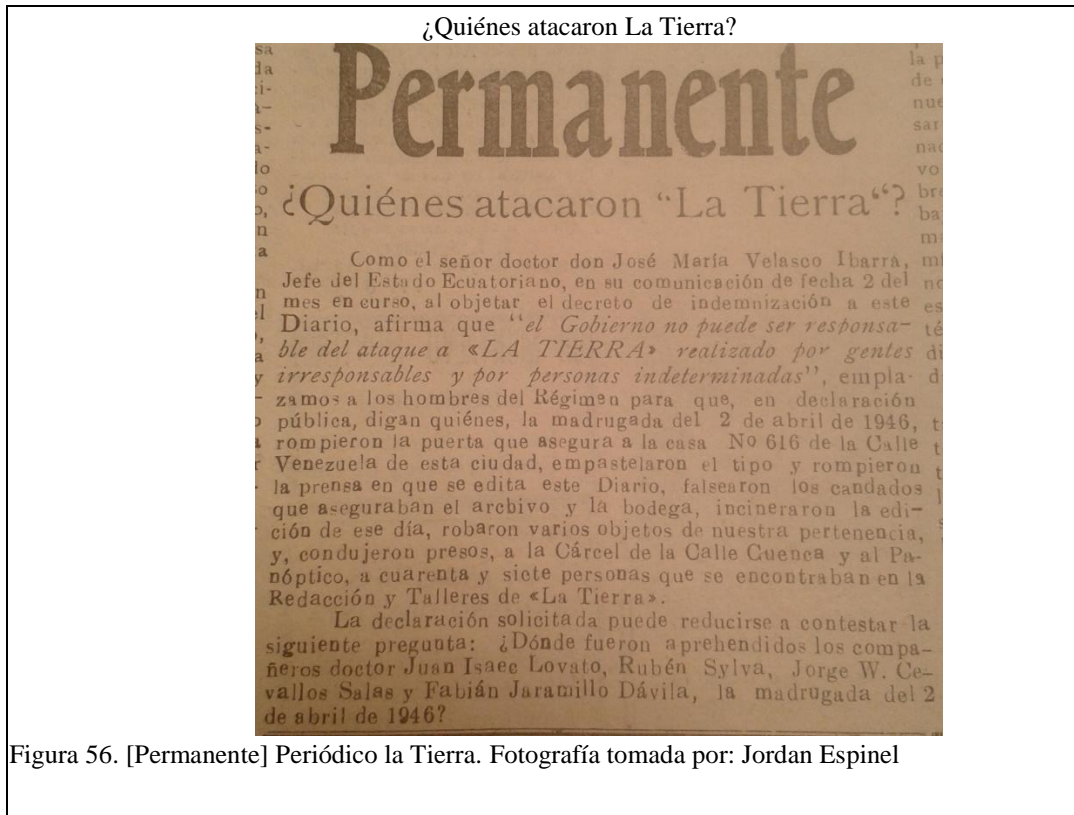 ¿Quiénes atacaron La Tierra?
Permanente
¿Quiénes atacaron “La Tierra“?
Como el señor doctor don José María Velasco Ibarra,
Jefe del Estado Ecuatoriano, en su comunicación de fecha 2 del
mes en curso, al objetar el decreto de indemnización a este
Diario, afirma que "el Gobierno no puede ser responsa-
ble del ataque a «LA TIERRA» realizado por gentes
irresponsables y por personas indeterminadas", empla-
zamos a los hombres del Régimen para que, en declaración
pública, digan quiénes, la madrugada del 2 de abril de 1946,
rompieron la puerta que asegura a la casa No 616 de la Calle
Venezuela de esta ciudad, empastelaron el tipo y rompieron
la prensa en que se edita este Diario, falsearon los candados
que aseguraban el archivo y la bodega, incineraron la edi-
ción de ese día, robaron varios objetos de nuestra pertenencia,
y, condujeron presos, a la Cárcel de la Calle Cuenca y al Pa-
nóptico, a cuarenta y siete personas que se encontraban en la
Redacción y Talleres de «La Tierra».
La declaración solicitada puede reducirse a contestar la
siguiente pregunta: ¿Dónde fueron aprehendidos los compa-
ñeros doctor Juan Isaec Lovato, Rubén Sylva, Jorge W. Ce-
vallos Salas y Fabián Jaramillo Dávila, la madrugada del 2
de abril de 1946?
Figura 56. [Permanente] Periódico la Tierra. Fotografía tomada por: Jordan Espinel